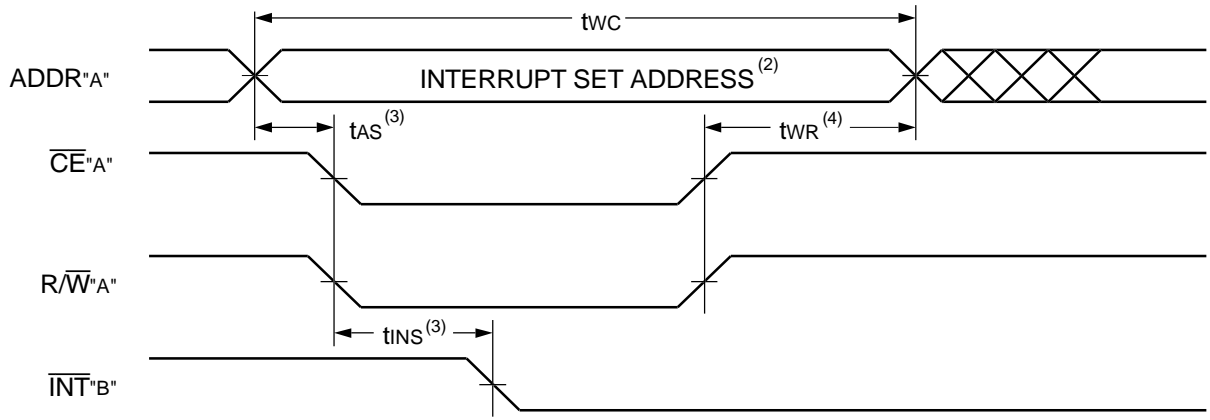 tWC
ADDR"A"
INTERRUPT SET ADDRESS(2)
tAS(3)
tWR(4)
CE"A"
R/W"A"
tINS(3)
INT"B"